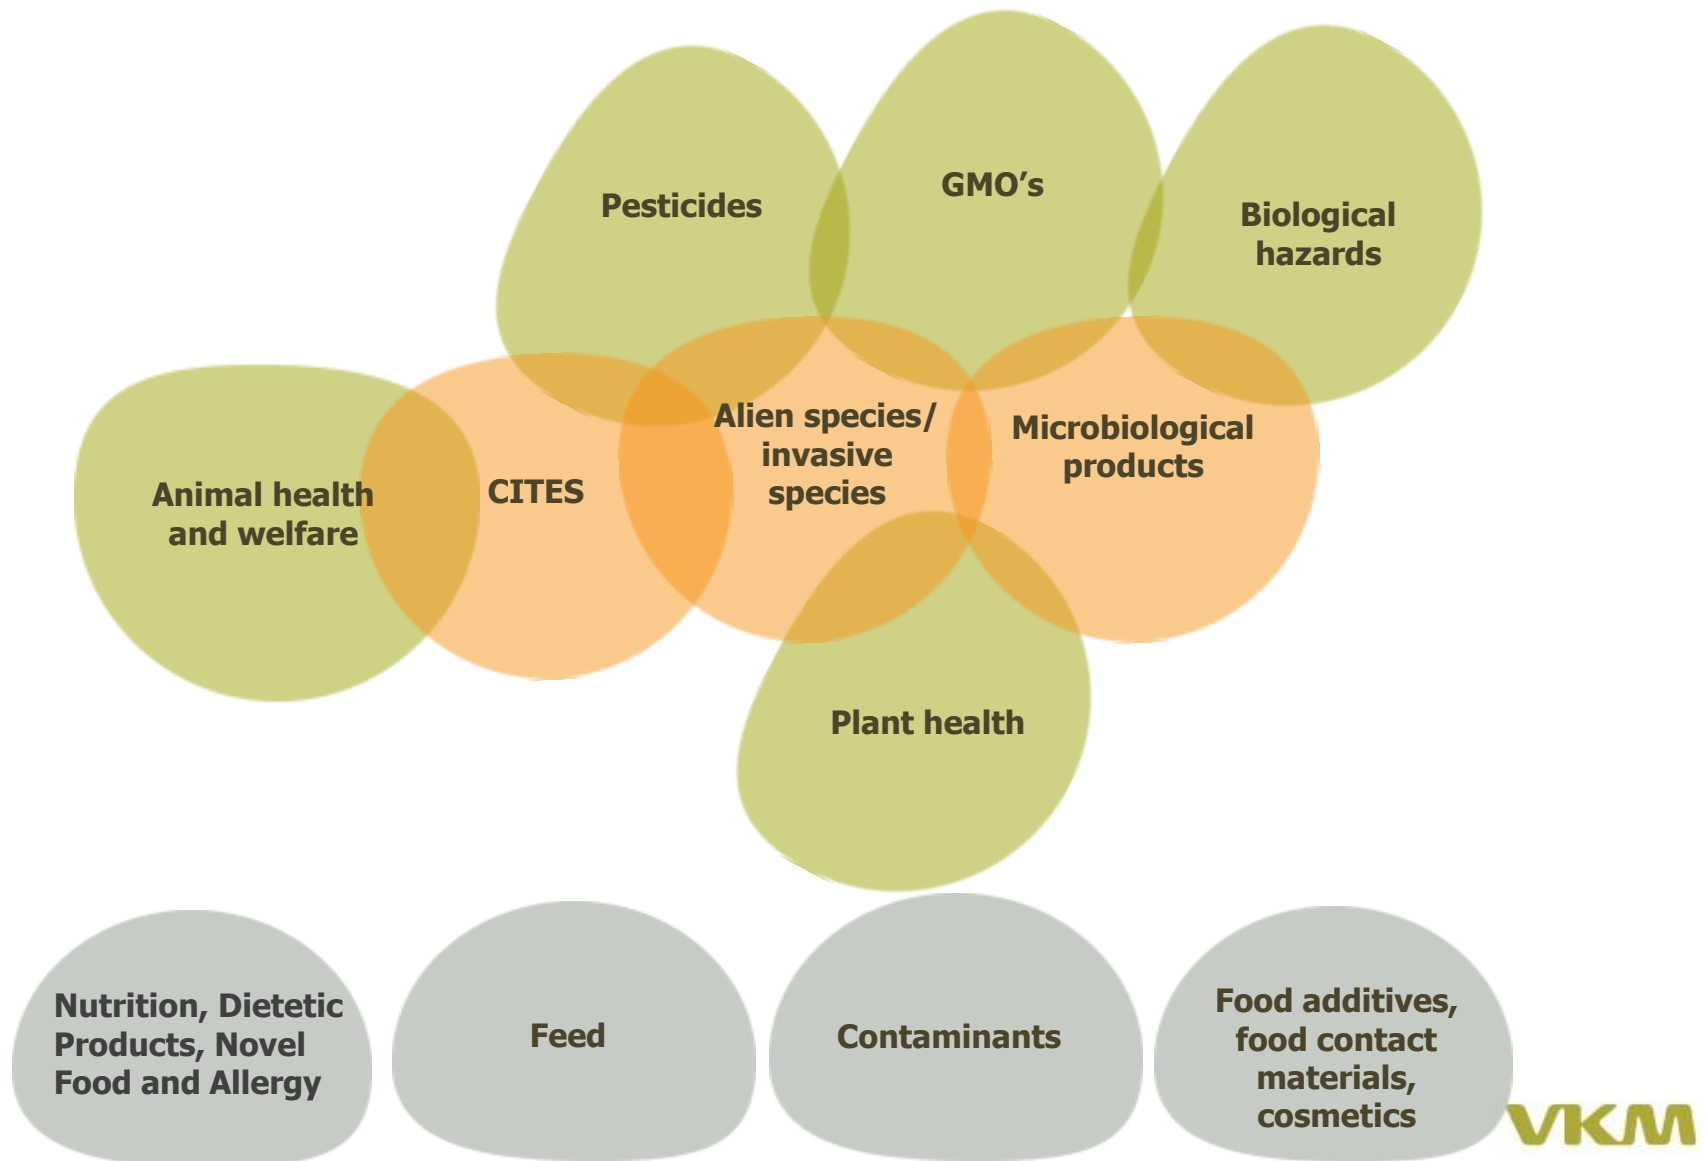 GMO’s
Pesticides
Biological
hazards
Alien species/
invasive
species
Microbiological
products
CITES
Animal health
and welfare
Plant health
Nutrition, Dietetic
Products, Novel
Food and Allergy
Feed
Contaminants
Food additives,
food contact
materials,
cosmetics
VKM